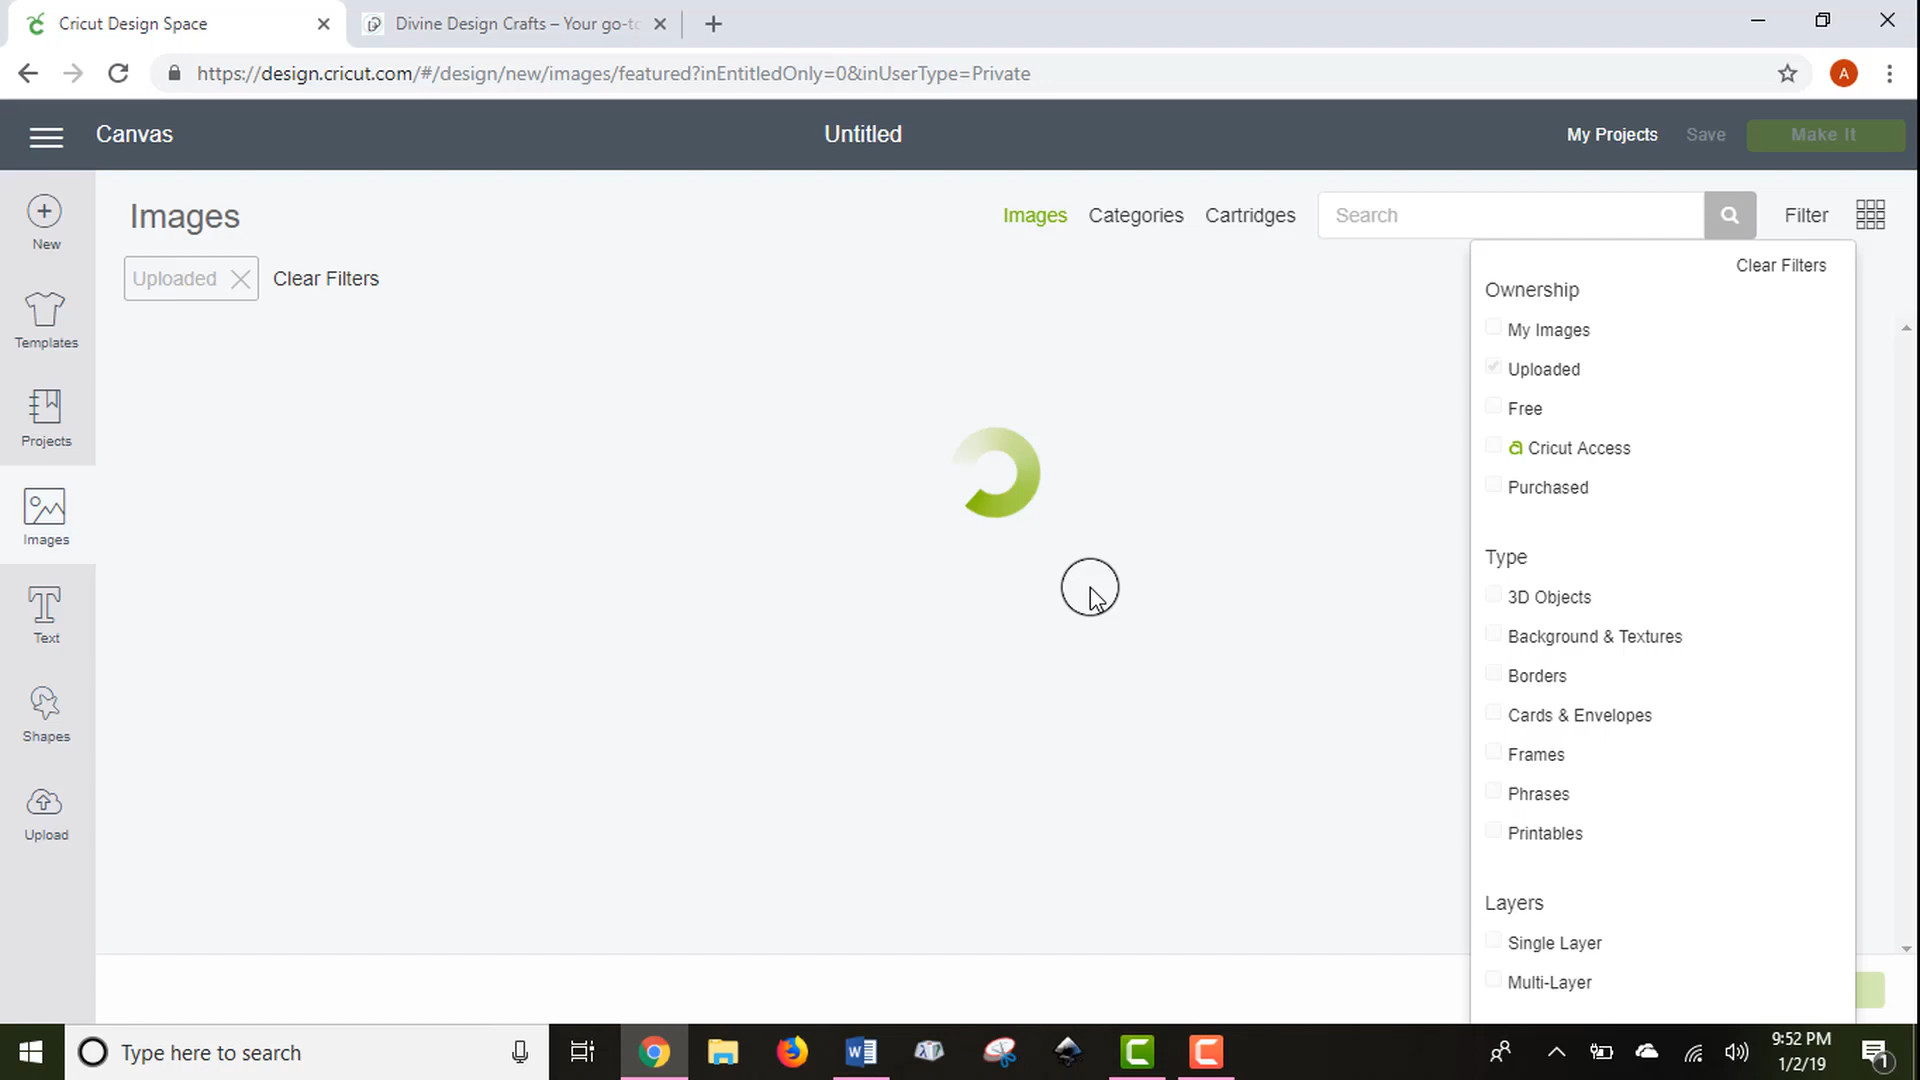 Cricut Design Space
Divine Design Crafts – Your go-to
https://design.cricut.com/#/design/new/images/featured?inEntitledOnly=0&inUserType=Private
A
Canvas
Untitled
My Projects
Save
Make It
New
Templates
Projects
Images
Text
Shapes
Upload
Images
Images
Categories
Cartridges
Search
Filter
Uploaded
Clear Filters
Clear Filters
Ownership
My Images
Uploaded
Free
Cricut Access
Purchased
Type
3D Objects
Background & Textures
Borders
Cards & Envelopes
Frames
Phrases
Printables
Layers
Single Layer
Multi-Layer
Type here to search
9:52 PM
1/2/19
1